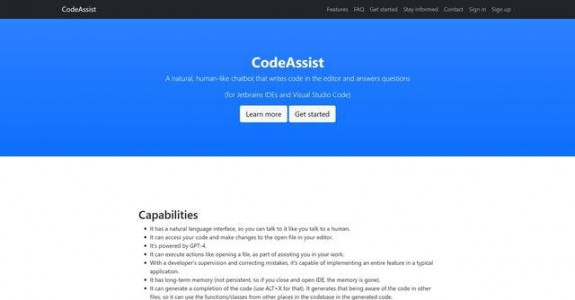 CodeAssist Features FAQ Get started Stay informed Contact Sign in Sign up
CodeAssist
A natural, human-like chatbot that writes code in the editor and answers questions
(for Jetbrains IDEs and Visual Studio Code)
Learn more Get started
Capabilities
• It has a natural language interface, so you can talk to it like you talk to a human.
• It can access your code and make changes to the open file in your editor.
• It's powered by GPT-4.
• It can execute actions like opening a file, as part of assisting you in your work.
• With a developer's supervision and correcting mistakes, it's capable of implementing an entire feature in a typical
application.
• It has long-term memory (not persistent, so if you close and open IDE, the memory is gone).
• It can generate a completion of the code (use ALT+X for that). It generates that being aware of the code in other
files, so it can use the functions/classes from other places in the codebase in the generated code.